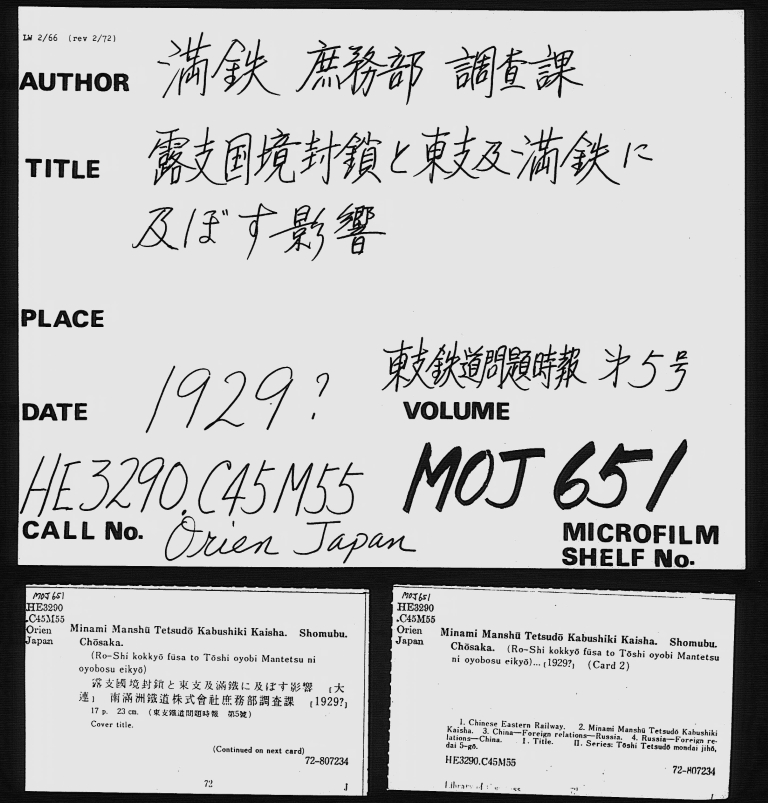 LW 2/66 (rev 2/72)
AUTHOR 満鉄 庶務部 調査課
TITLE 露支国境封鎖と東支及満鉄に
及ぼす影響
PLACE
東支鉄道問題時報 第5号
DATE 1929? VOLUME
HE3290.C45M55 MOJ 651
CALL No. Orien Japan MICROFILM
SHELF No.
MOJ 651
HE3290
.C45M55
Orien Minami Manshū Tetsudō Kabushiki Kaisha. Shomubu.
Japan Chōsaka.
(Ro-Shi kokkyō fūsa to Tōshi oyobi Mantetsu ni
oyobosu eikyō)
露支國境封鎖と東支及滿鐵に及ぼす影響 [大
連] 南滿洲鐵道株式會社庶務部調査課 [1929?]
17 p. 23 cm. (東支鐵道問題時報 第5號)
Cover title.
(Continued on next card)
72-807234
72 J
MOJ 651
HE3290
.C45M55
Orien Minami Manshū Tetsudō Kabushiki Kaisha. Shomubu.
Japan Chōsaka.
(Ro-Shi kokkyō fūsa to Tōshi oyobi Mantetsu
ni oyobosu eikyō)... [1929?] (Card 2)
1. Chinese Eastern Railway. 2. Minami Manshū Tetsudō Kabushiki
Kaisha. 3. China—Foreign relations—Russia. 4. Russia—Foreign re-
lations—China. I. Title. II. Series: Tōshi Tetsudō mondai jihō,
dai 5-gō.
HE3290.C45M55
72-807234
Library of 72 J